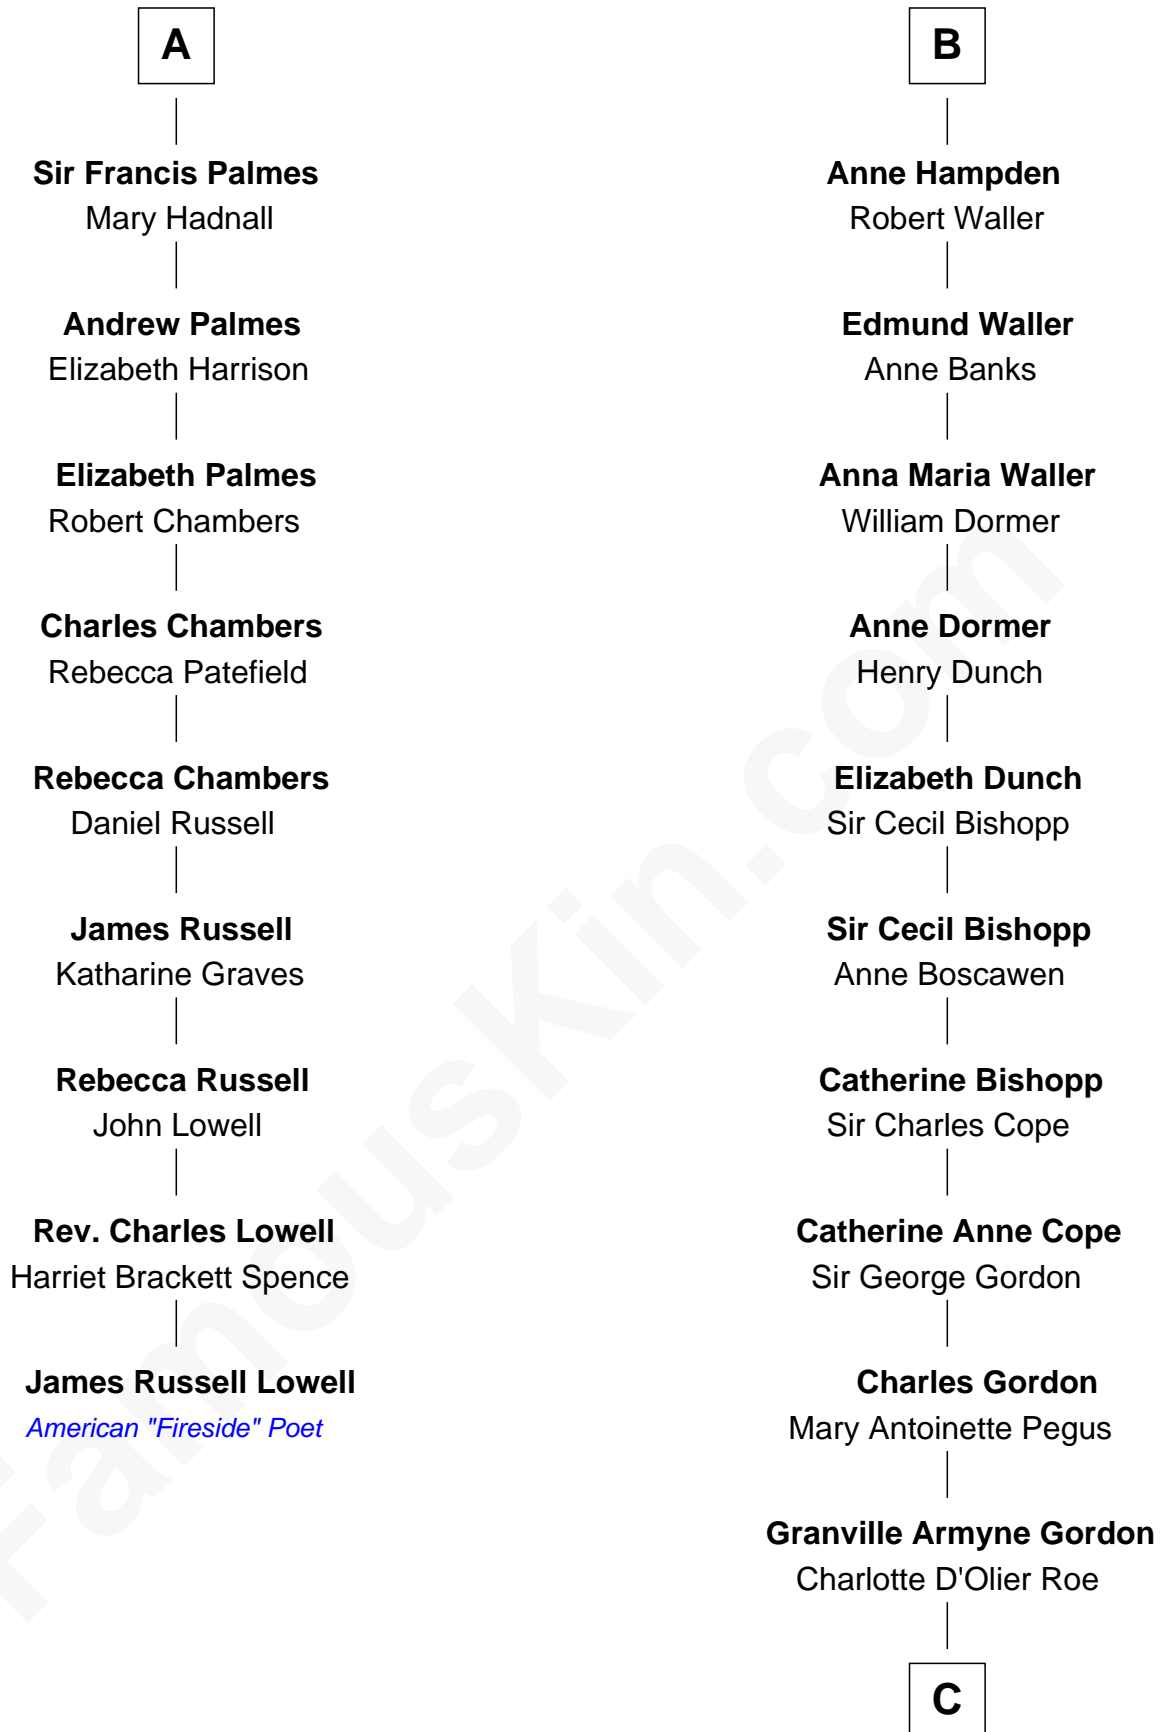 A
Sir Francis Palmes
Mary Hadnall
Andrew Palmes
Elizabeth Harrison
Elizabeth Palmes
Robert Chambers
Charles Chambers
Rebecca Patefield
Rebecca Chambers
Daniel Russell
James Russell
Katharine Graves
Rebecca Russell
John Lowell
Rev. Charles Lowell
Harriet Brackett Spence
James Russell Lowell
American "Fireside" Poet
B
Anne Hampden
Robert Waller
Edmund Waller
Anne Banks
Anna Maria Waller
William Dormer
Anne Dormer
Henry Dunch
Elizabeth Dunch
Sir Cecil Bishopp
Sir Cecil Bishopp
Anne Boscawen
Catherine Bishopp
Sir Charles Cope
Catherine Anne Cope
Sir George Gordon
Charles Gordon
Mary Antoinette Pegus
Granville Armyne Gordon
Charlotte D'Olier Roe
C
FamousKin.com